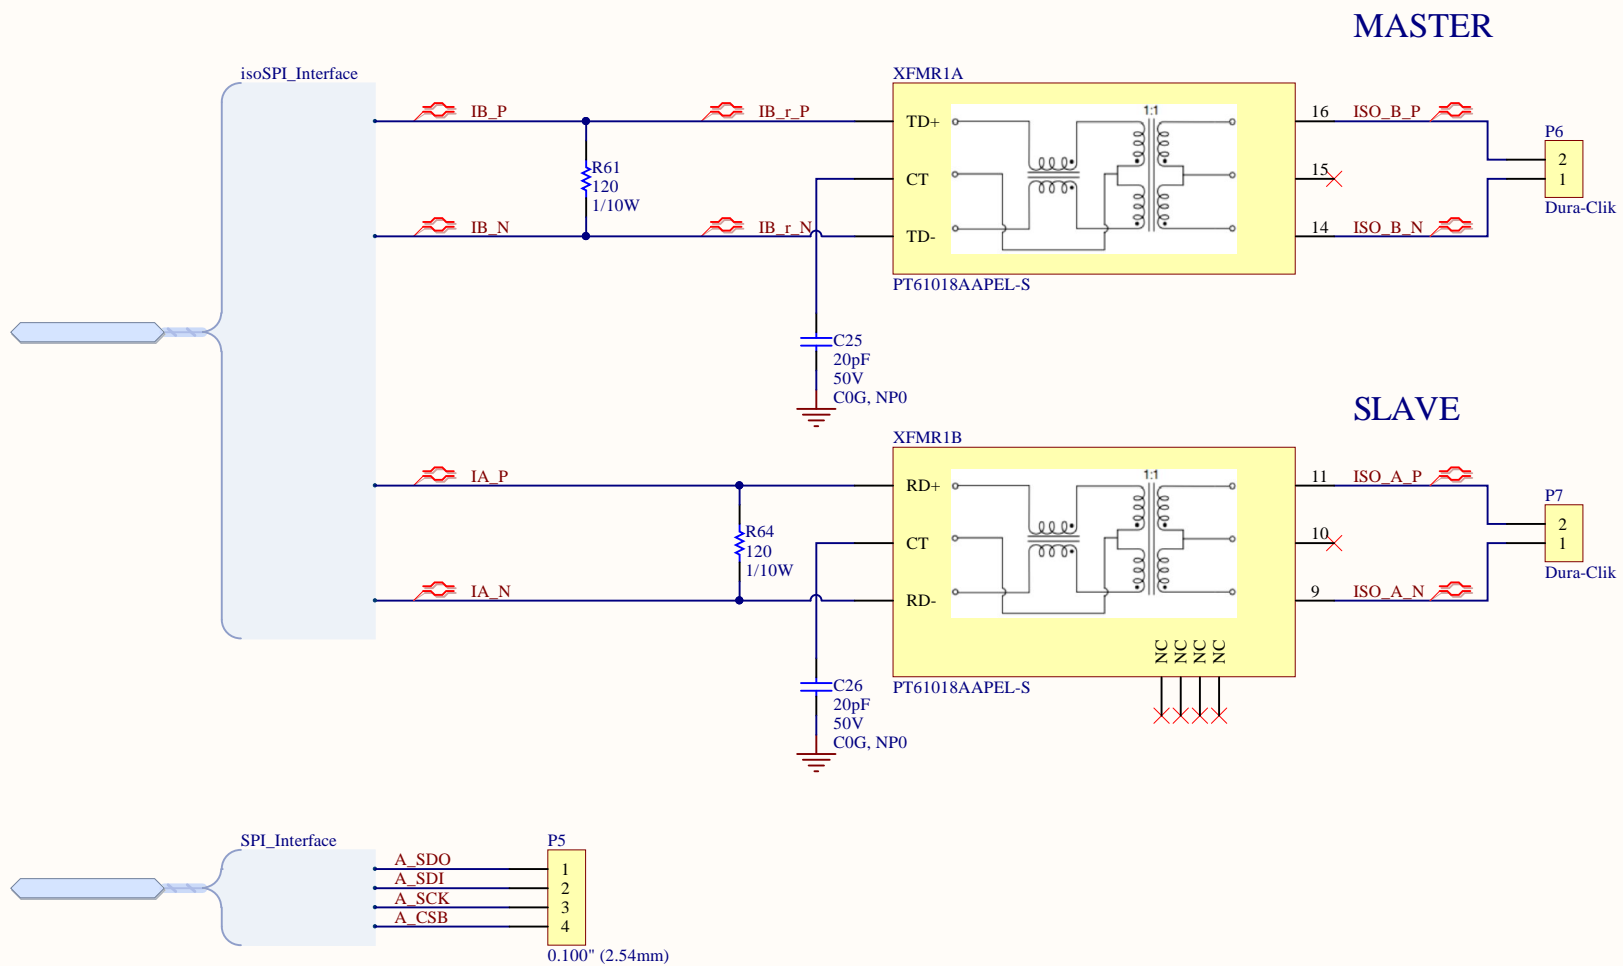 MASTER
isoSPI_Interface
XFMR1A
IB_P
IB_r_P
TD+
1:1
16
ISO_B_P
P6
R61
120
1/10W
CT
15
2
1
Dura-Clik
IB_N
IB_r_N
TD-
14
ISO_B_N
PT61018AAPEL-S
C25
20pF
50V
C0G, NP0
SLAVE
XFMR1B
IA_P
RD+
1:1
11
ISO_A_P
P7
R64
120
1/10W
CT
10
2
1
Dura-Clik
IA_N
RD-
9
ISO_A_N
NC
NC
NC
NC
PT61018AAPEL-S
C26
20pF
50V
C0G, NP0
SPI_Interface
P5
A_SDO
1
A_SDI
2
A_SCK
3
A_CSB
4
0.100" (2.54mm)